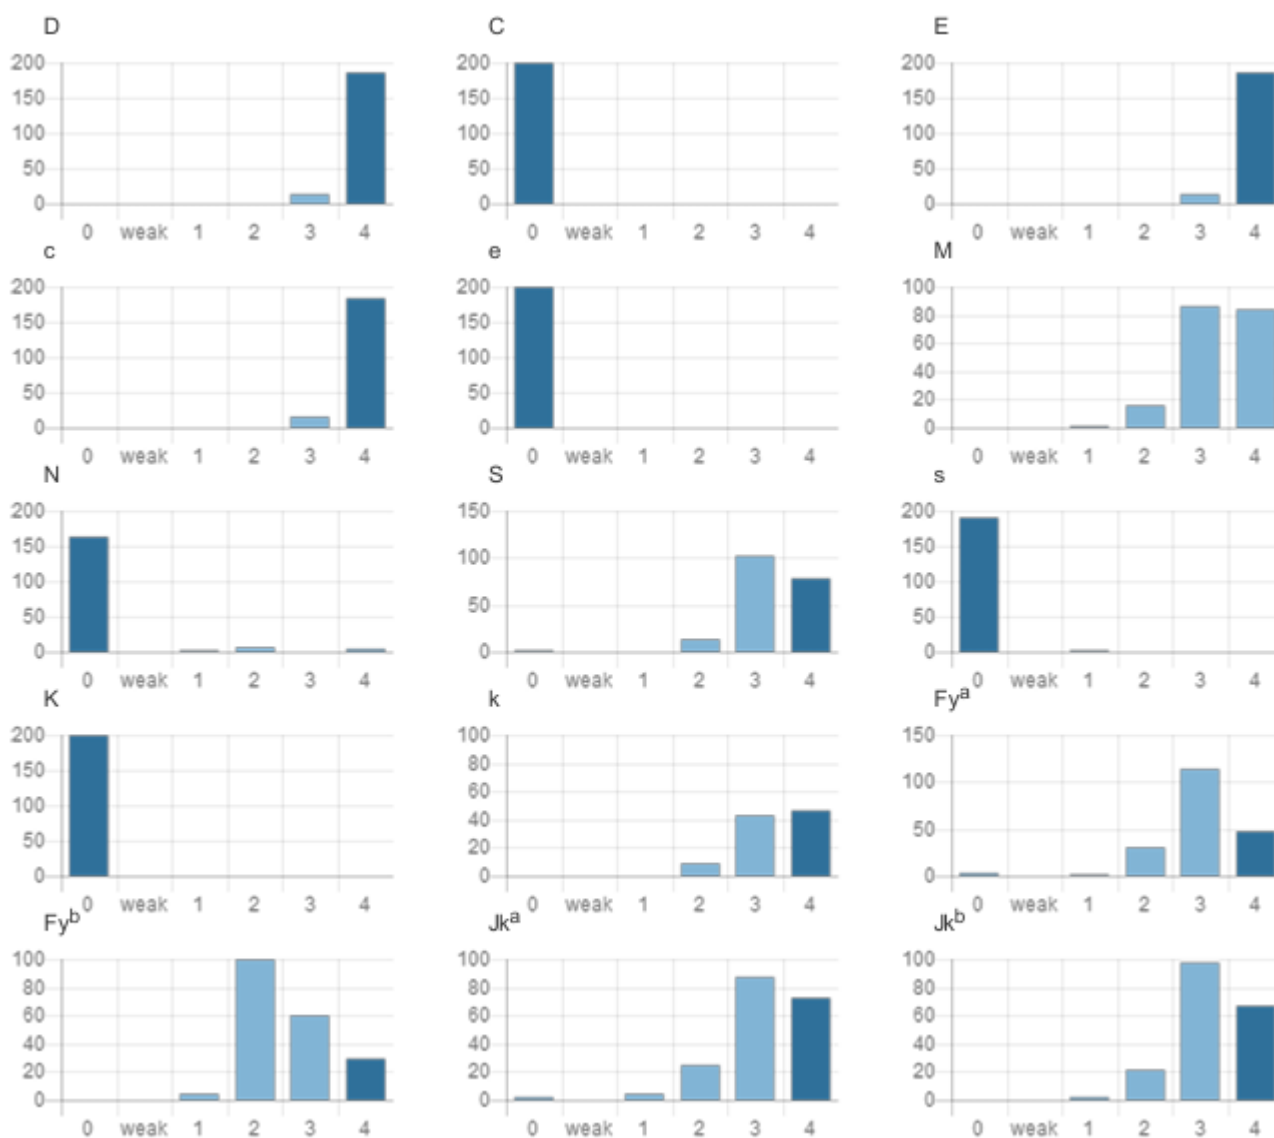 D C E
200 200 200
150 150 150
100 100 100
50 50 50
0 0 0
0 weak 1 2 3 4 0 weak 1 2 3 4 0 weak 1 2 3 4
c e M
200 200 100
150 150 80
100 100 60
40
50 50 20
0 0 0
0 weak 1 2 3 4 0 weak 1 2 3 4 0 weak 1 2 3 4
N S s
200 150 200
150 100 150
100 100
50 50 50
0 0 0
0 weak 1 2 3 4 0 weak 1 2 3 4 0 weak 1 2 3 4
K k Fyᵃ
200 100 150
150 80 100
100 60
40
50 20 50
0 0 0
0 weak 1 2 3 4 0 weak 1 2 3 4 0 weak 1 2 3 4
Fyᵇ Jkᵃ Jkᵇ
100 100 100
80 80 80
60 60 60
40 40 40
20 20 20
0 0 0
0 weak 1 2 3 4 0 weak 1 2 3 4 0 weak 1 2 3 4